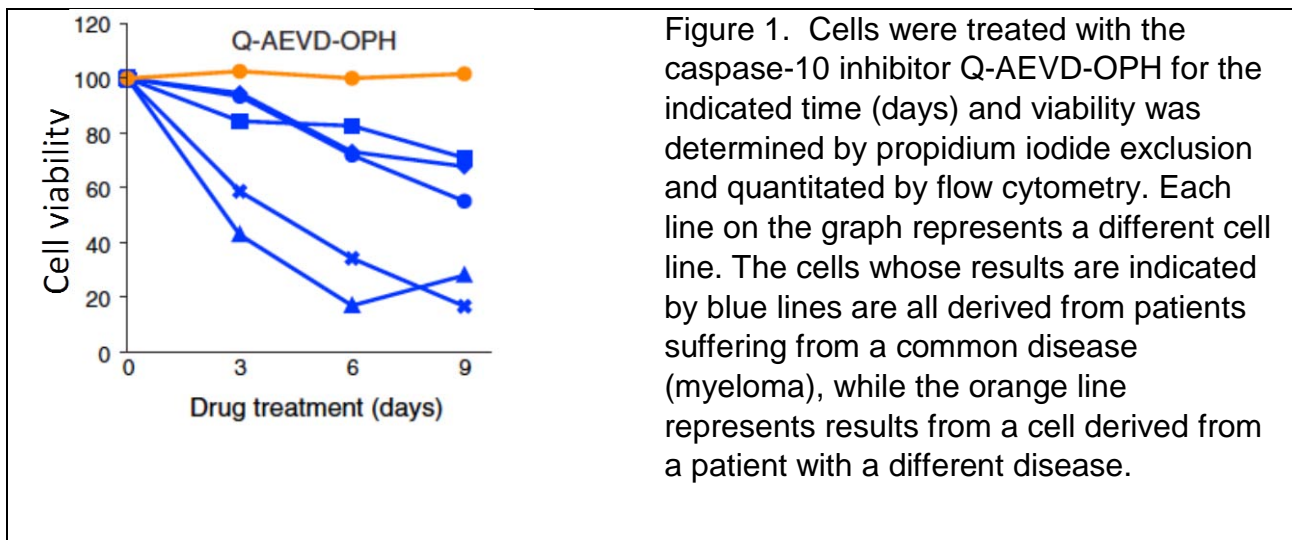 120
100
80
60
40
20
0
Cell viability
Q-AEVD-OPH
0 3 6 9
Drug treatment (days)
Figure 1.  Cells were treated with the
caspase-10 inhibitor Q-AEVD-OPH for the
indicated time (days) and viability was
determined by propidium iodide exclusion
and quantitated by flow cytometry. Each
line on the graph represents a different cell
line. The cells whose results are indicated
by blue lines are all derived from patients
suffering from a common disease
(myeloma), while the orange line
represents results from a cell derived from
a patient with a different disease.